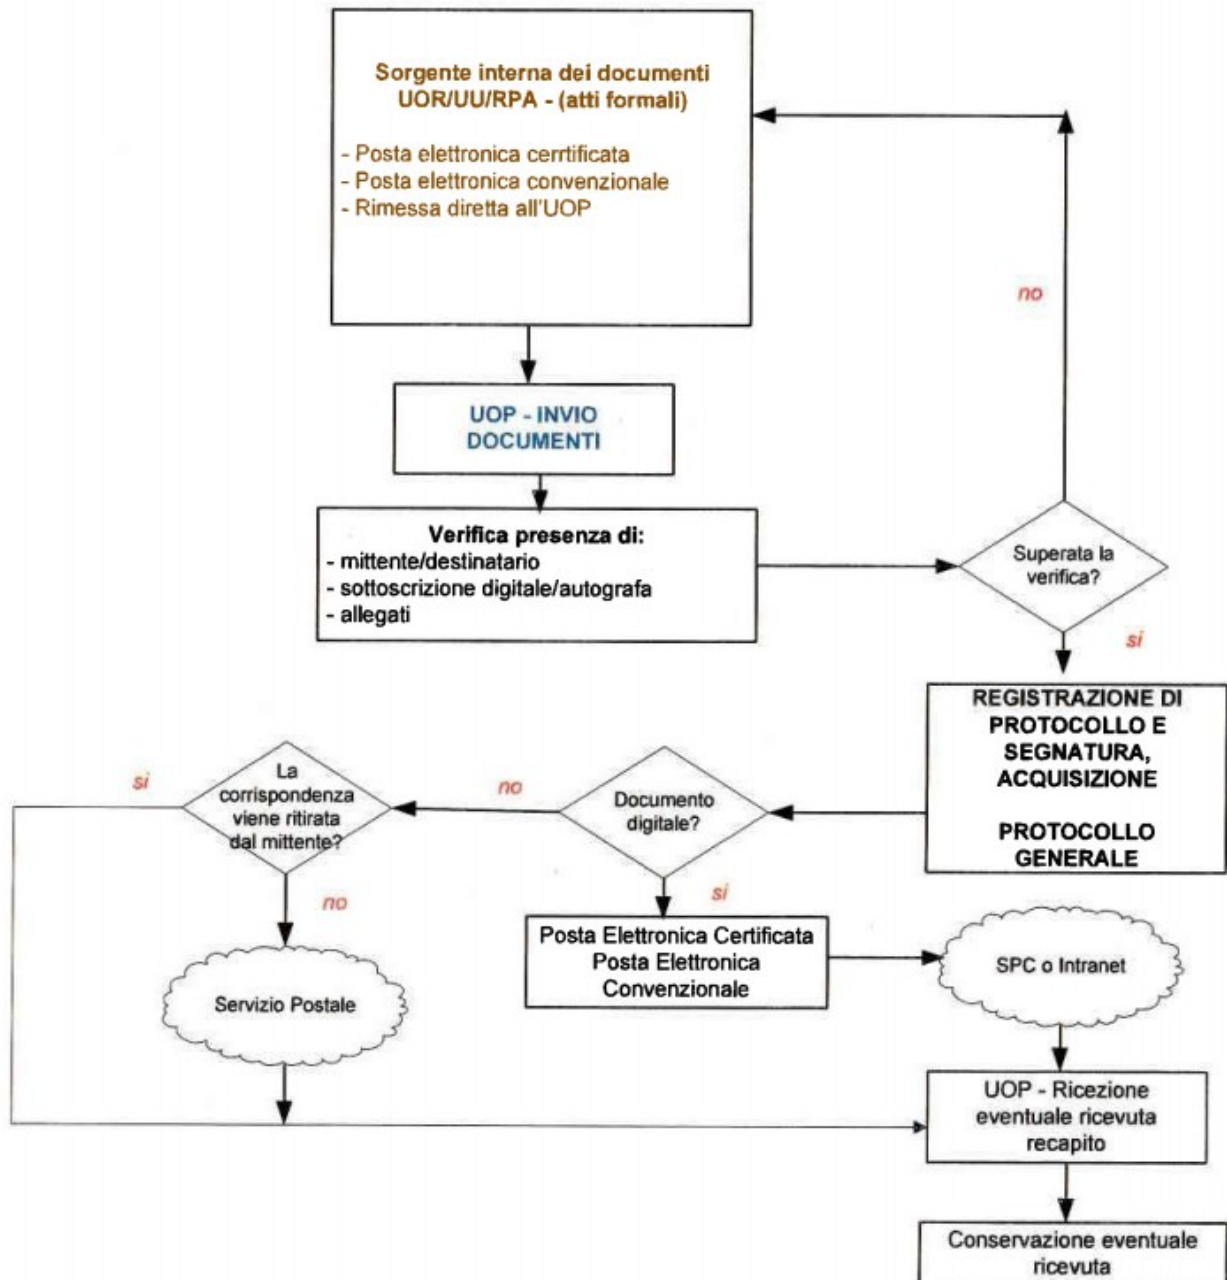 Sorgente interna dei documenti
UOR/UU/RPA - (atti formali)
- Posta elettronica cerrtificata
- Posta elettronica convenzionale
- Rimessa diretta all'UOP
no
UOP - INVIO
DOCUMENTI
Verifica presenza di:
- mittente/destinatario
- sottoscrizione digitale/autografa
- allegati
Superata la
verifica?
si
REGISTRAZIONE DI
PROTOCOLLO E
SEGNATURA,
ACQUISIZIONE
PROTOCOLLO
GENERALE
Documento
digitale?
no
si
La
corrispondenza
viene ritirata
dal mittente?
si
no
Posta Elettronica Certificata
Posta Elettronica
Convenzionale
SPC o Intranet
Servizio Postale
UOP - Ricezione
eventuale ricevuta
recapito
Conservazione eventuale
ricevuta